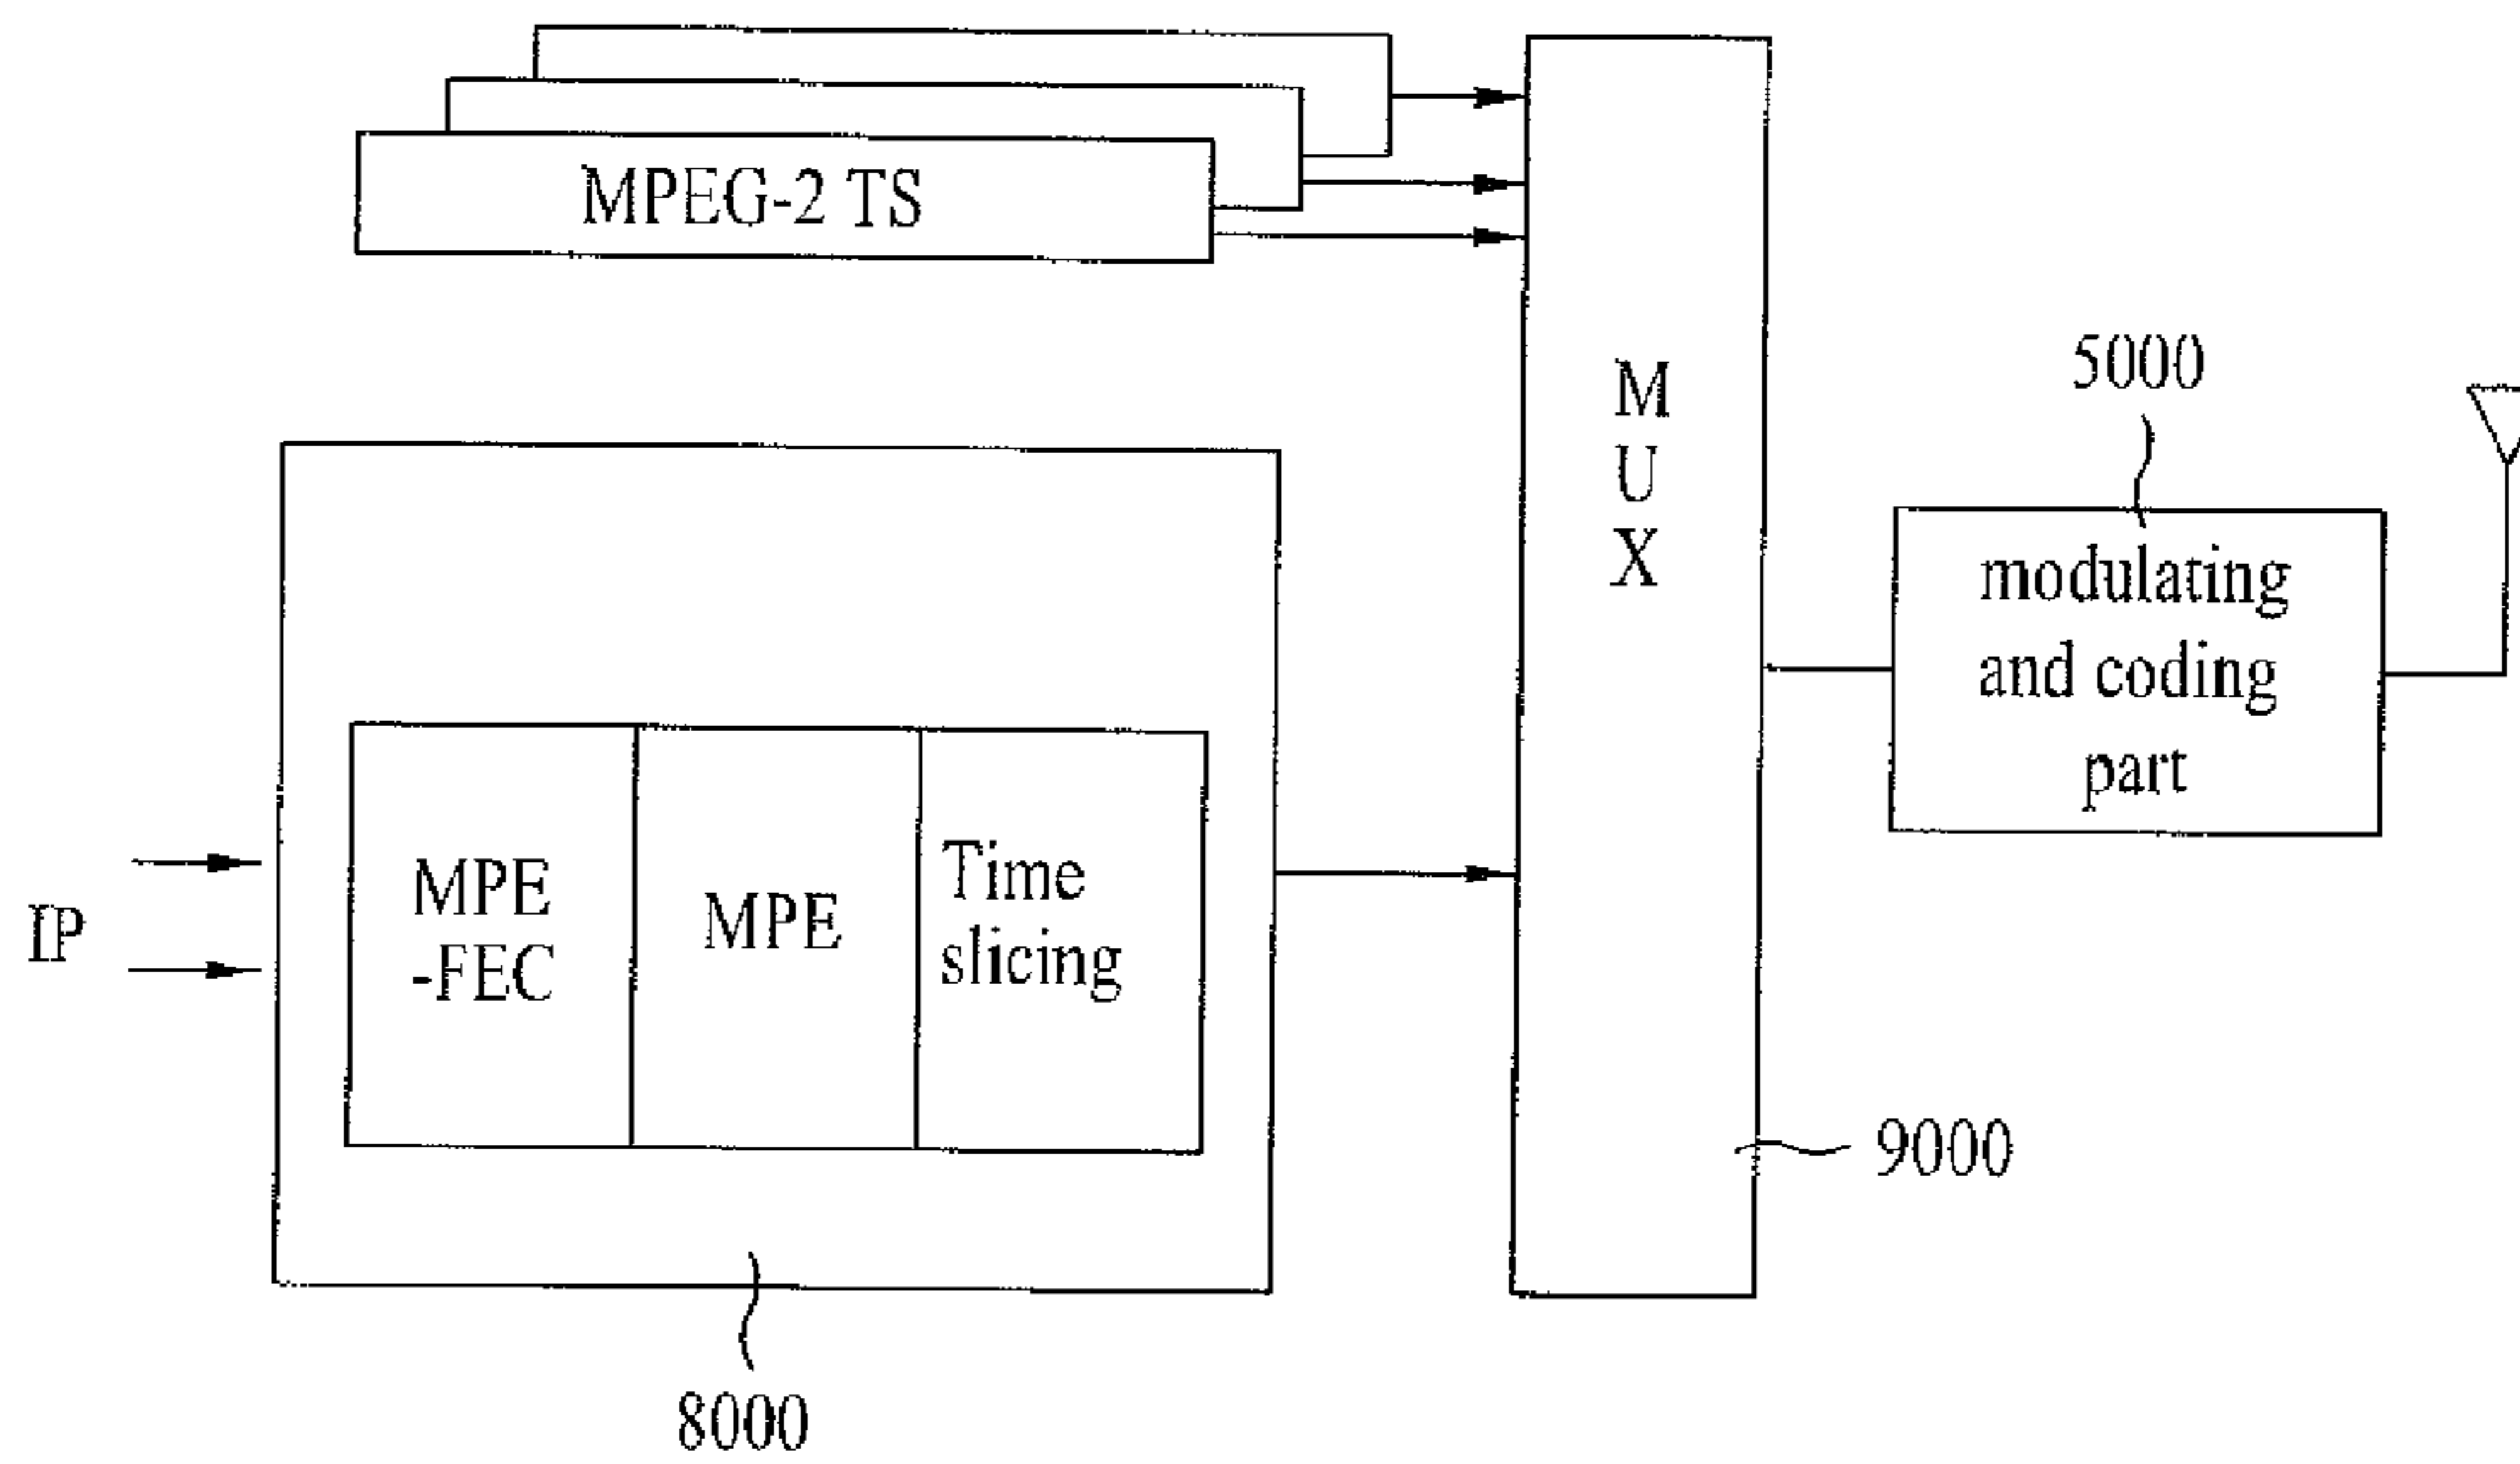 MPEG-2 TS
M
U
X
5000
modulating
and coding
part
IP
MPE
-FEC
MPE
Time
slicing
9000
8000